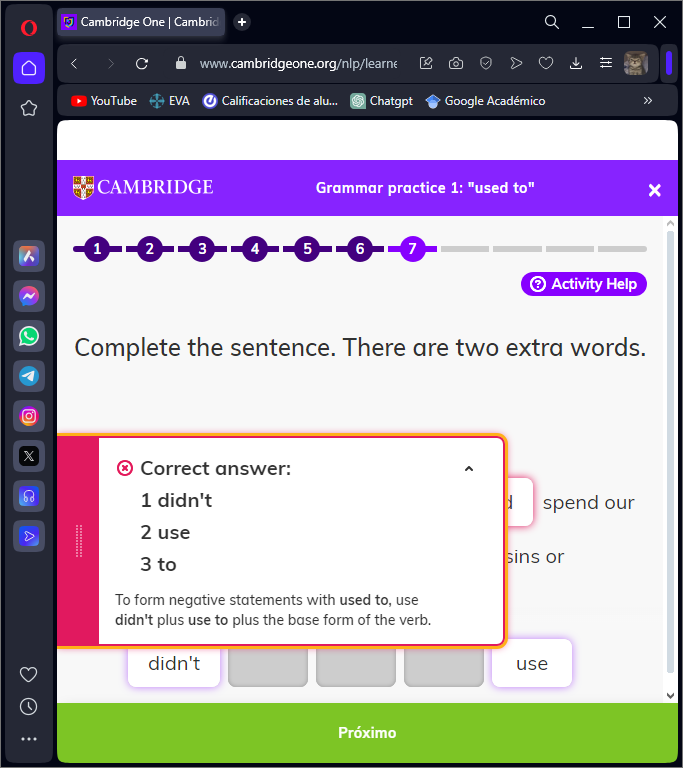 Cambridge One | Cambrid
www.cambridgeone.org/nlp/learne
YouTube
EVA
Calificaciones de alu...
Chatgpt
Google Académico
»
CAMBRIDGE
Grammar practice 1: "used to"
1 2 3 4 5 6 7
Activity Help
Complete the sentence. There are two extra words.
Correct answer:
1 didn't
d spend our
2 use
sins or
3 to
To form negative statements with used to, use
didn't plus use to plus the base form of the verb.
didn't
use
Próximo